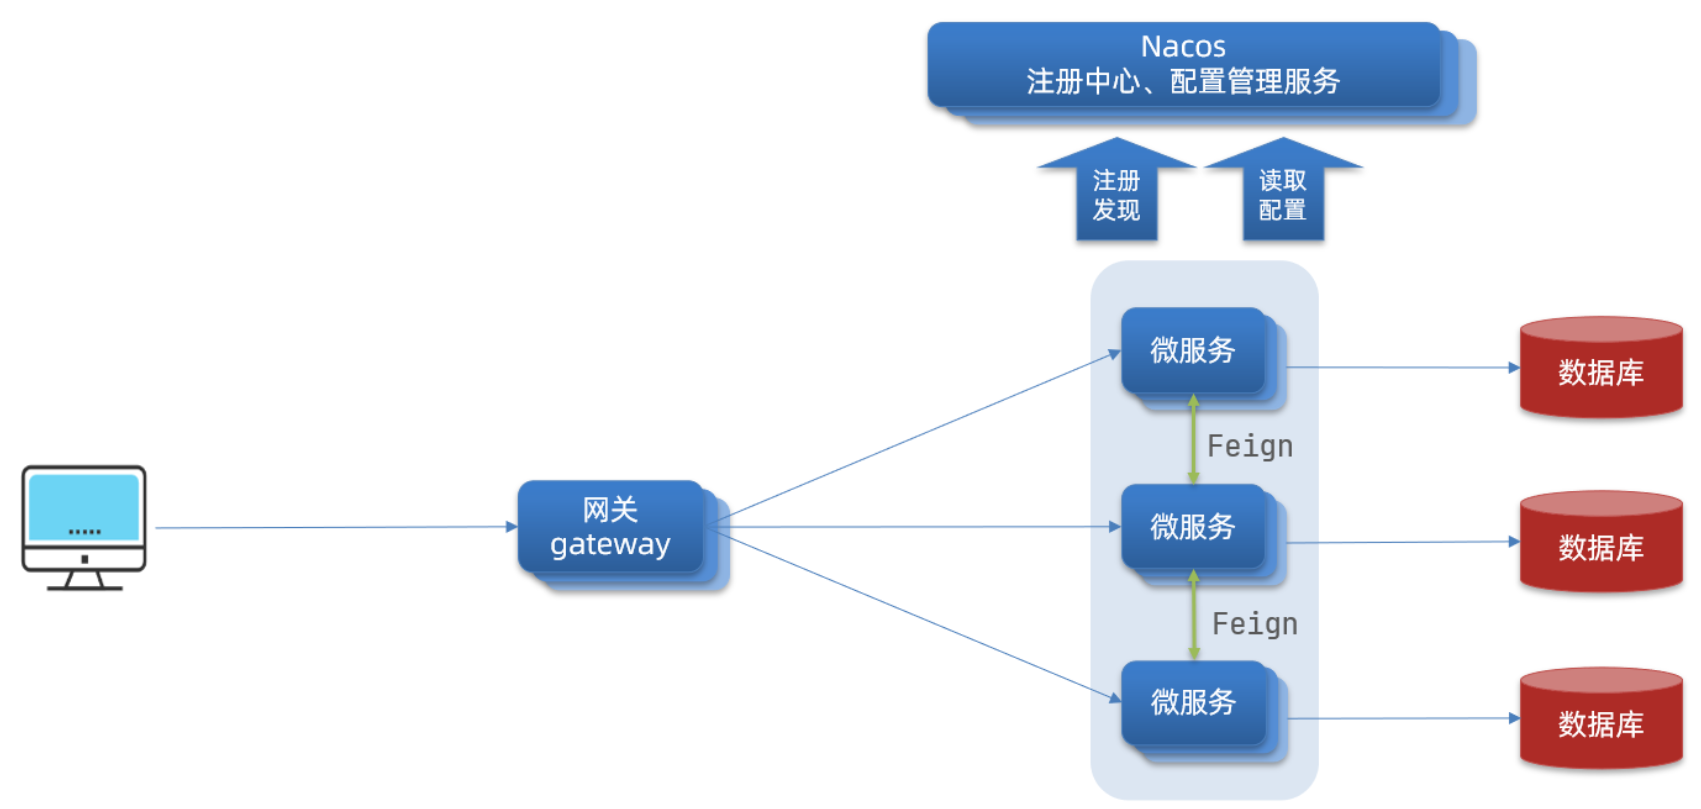 Nacos
注册中心、配置管理服务
注册
发现
读取
配置
微服务
数据库
Feign
网关
gateway
微服务
数据库
Feign
微服务
数据库